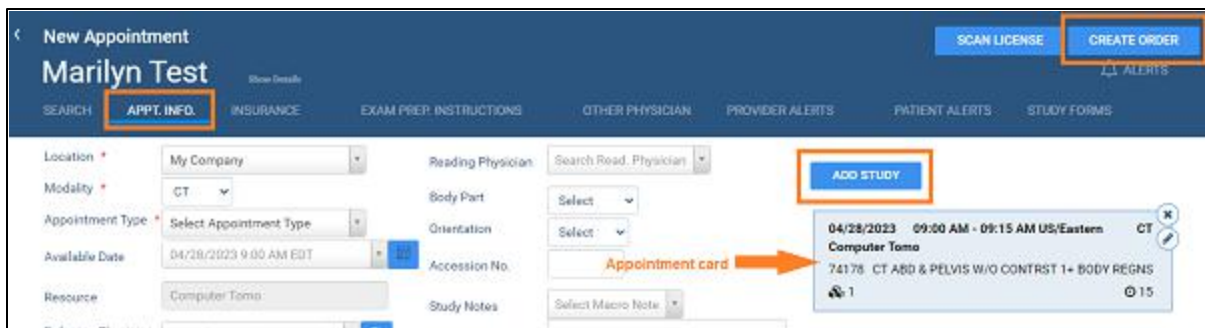 New Appointment
SCAN LICENSE
CREATE ORDER
Marilyn Test
Show Details
ALERTS
SEARCH
APPT. INFO.
INSURANCE
EXAM PREP. INSTRUCTIONS
OTHER PHYSICIAN
PROVIDER ALERTS
PATIENT ALERTS
STUDY FORMS
Location *
My Company
Modality *
CT
Appointment Type *
Select Appointment Type
Available Date
04/28/2023 9:00 AM EDT
Resource
Computer Tomo
Reading Physician
Search Read. Physician
Body Part
Select
Orientation
Select
Accession No.
Study Notes
Select Macro Note
Appointment card
ADD STUDY
04/28/2023 09:00 AM - 09:15 AM US/Eastern CT
Computer Tomo
74178 CT ABD & PELVIS W/O CONTRST 1+ BODY REGNS
1
15